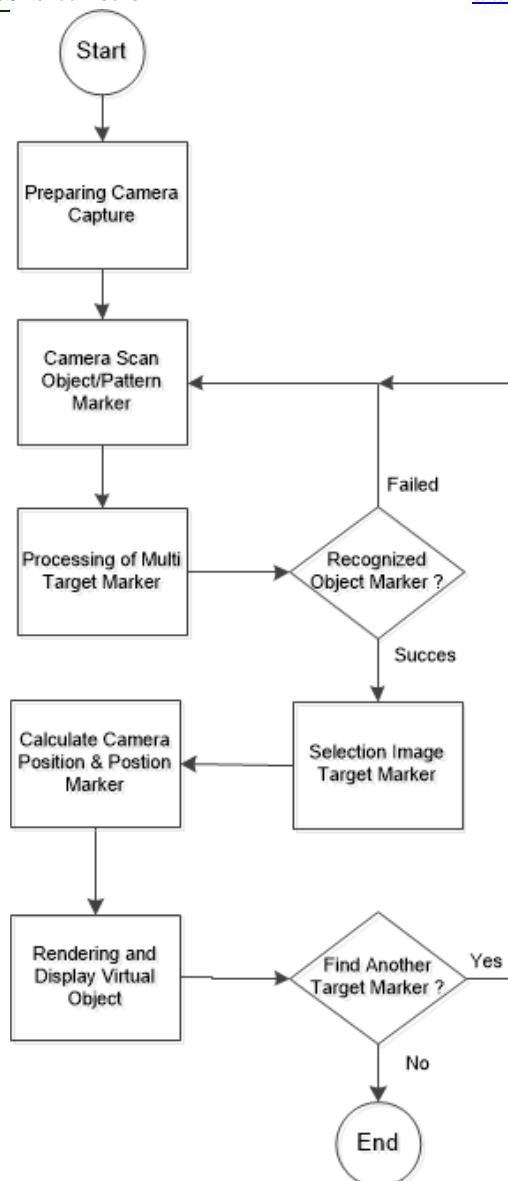 Start
Preparing Camera
Capture
Camera Scan
Object/Pattern
Marker
Failed
Processing of Multi
Target Marker
Recognized
Object Marker ?
Succes
Selection Image
Target Marker
Calculate Camera
Position & Postion
Marker
Rendering and
Display Virtual
Object
Find Another
Target Marker ?
Yes
No
End